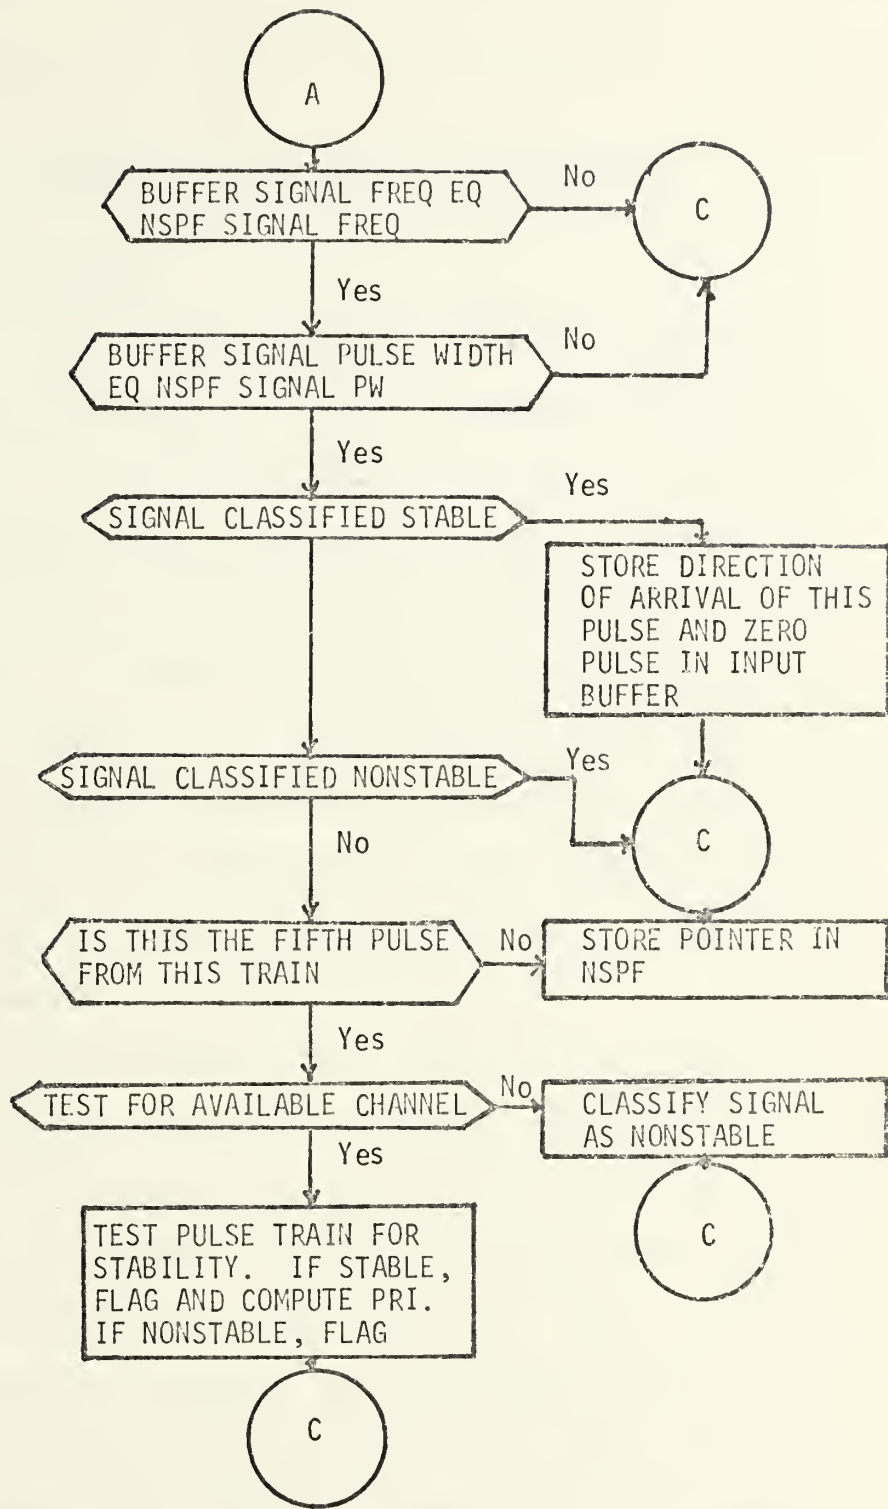 A
BUFFER SIGNAL FREQ EQ
NSPF SIGNAL FREQ
No
C
Yes
BUFFER SIGNAL PULSE WIDTH
EQ NSPF SIGNAL PW
No
Yes
SIGNAL CLASSIFIED STABLE
Yes
STORE DIRECTION
OF ARRIVAL OF THIS
PULSE AND ZERO
PULSE IN INPUT
BUFFER
SIGNAL CLASSIFIED NONSTABLE
Yes
C
No
IS THIS THE FIFTH PULSE
FROM THIS TRAIN
No
STORE POINTER IN
NSPF
Yes
TEST FOR AVAILABLE CHANNEL
No
CLASSIFY SIGNAL
AS NONSTABLE
Yes
C
TEST PULSE TRAIN FOR
STABILITY. IF STABLE,
FLAG AND COMPUTE PRI.
IF NONSTABLE, FLAG
C